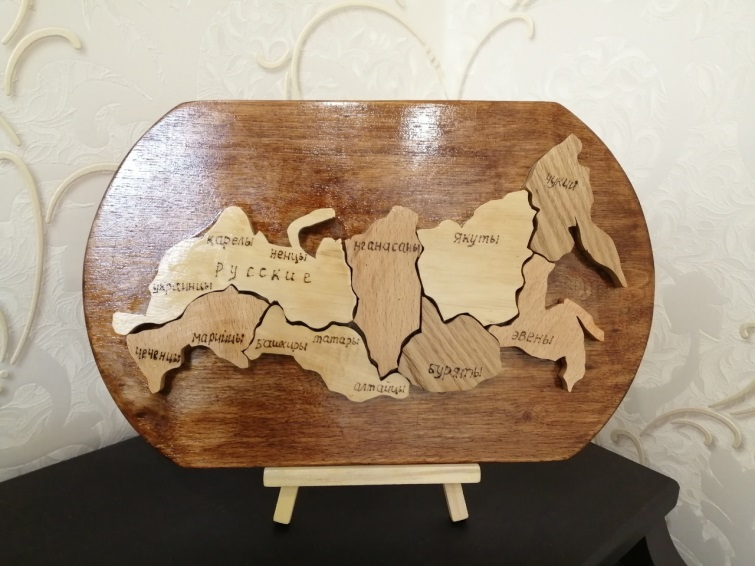 чукчи
карелы
ненцы
нганасаны
якуты
Русские
украинцы
марийцы
чеченцы
башкиры
татары
эвены
буряты
алтайцы